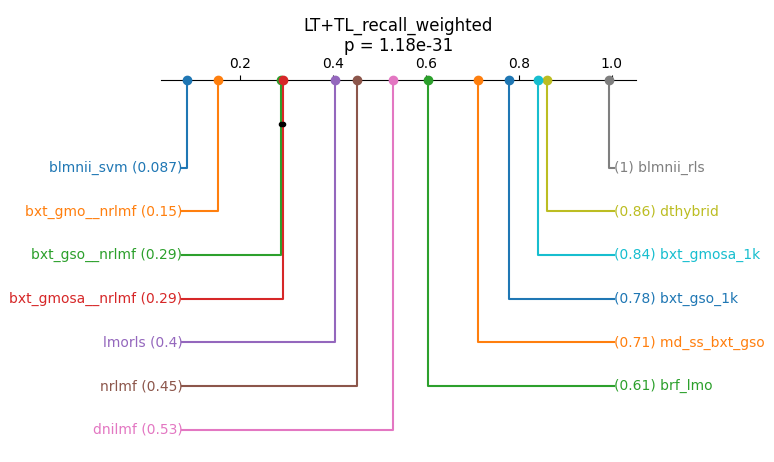 LT+TL_recall_weighted
p = 1.18e-31
0.2 0.4 0.6 0.8 1.0
blmnii_svm (0.087) (1) blmnii_rls
bxt_gmo__nrlmf (0.15) (0.86) dthybrid
bxt_gso__nrlmf (0.29) (0.84) bxt_gmosa_1k
bxt_gmosa__nrlmf (0.29) (0.78) bxt_gso_1k
lmorls (0.4) (0.71) md_ss_bxt_gso
nrlmf (0.45) (0.61) brf_lmo
dnilmf (0.53)